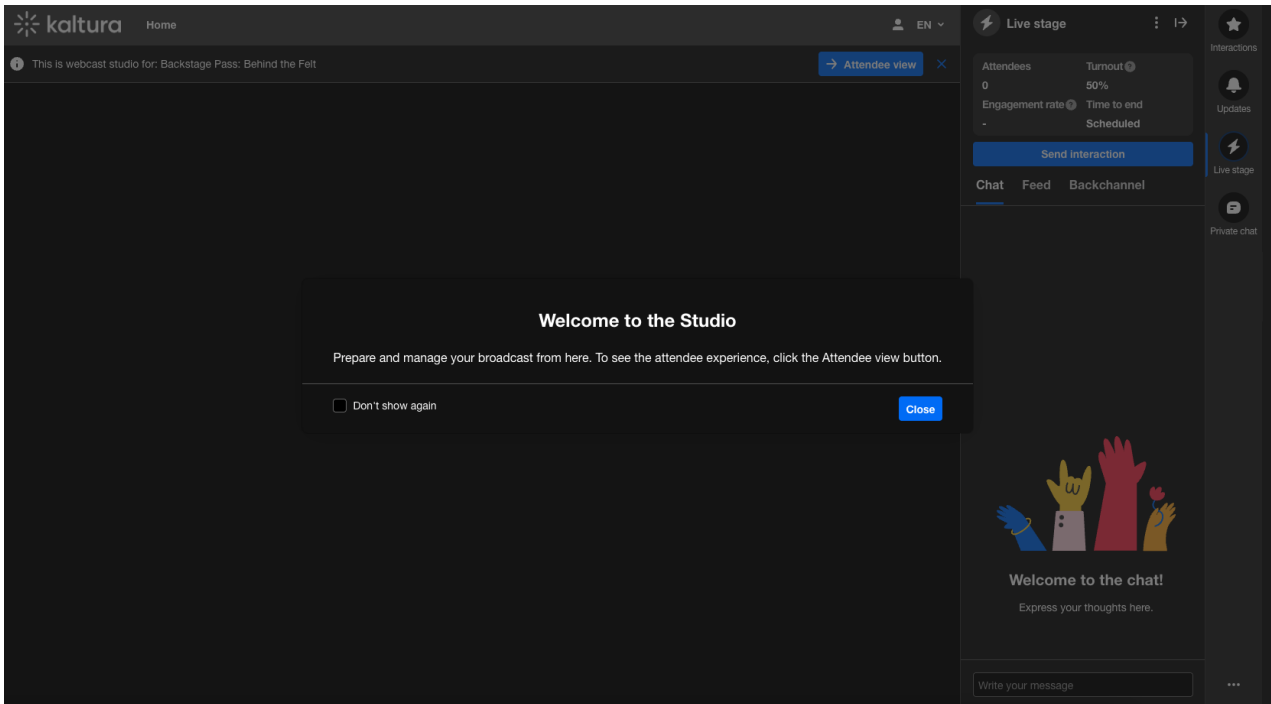 kaltura
Home
EN
This is webcast studio for: Backstage Pass: Behind the Felt
Attendee view
Live stage
Attendees
Turnout
0
50%
Engagement rate
Time to end
-
Scheduled
Send interaction
Chat Feed Backchannel
Interactions
Updates
Live stage
Private chat
Welcome to the Studio
Prepare and manage your broadcast from here. To see the attendee experience, click the Attendee view button.
Don't show again
Close
Welcome to the chat!
Express your thoughts here.
Write your message